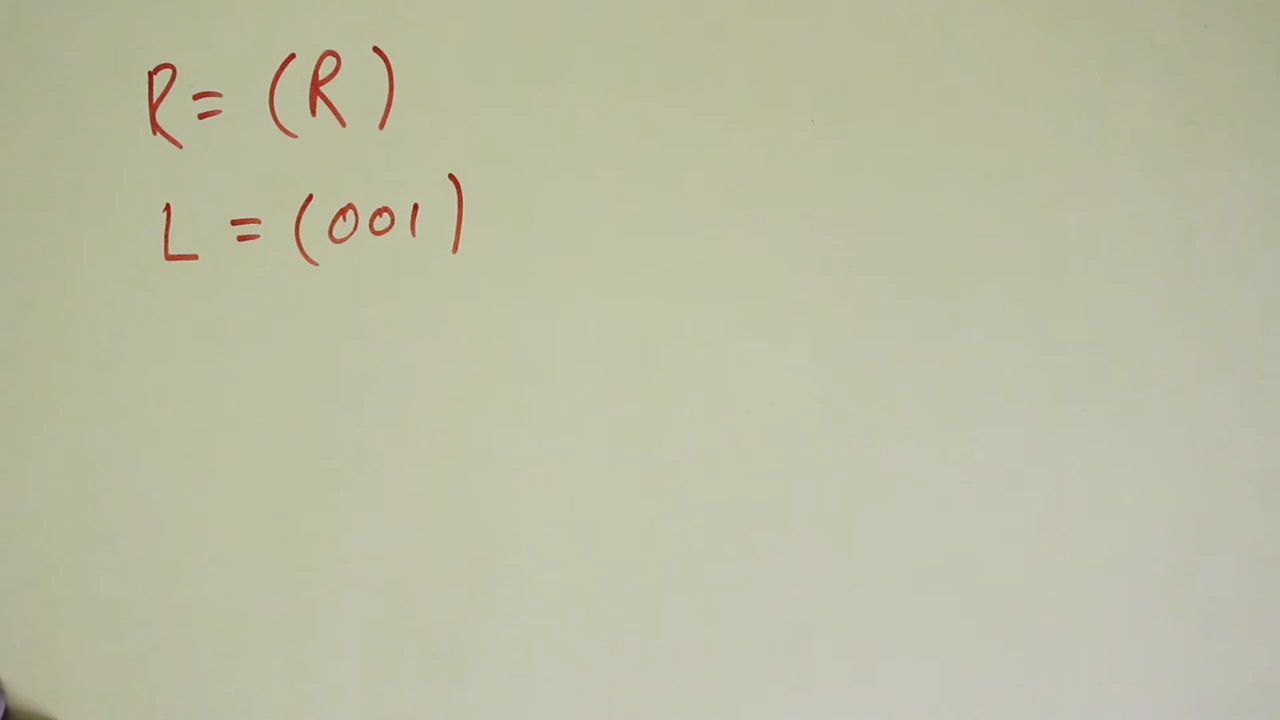 R = (R)
L = (001)